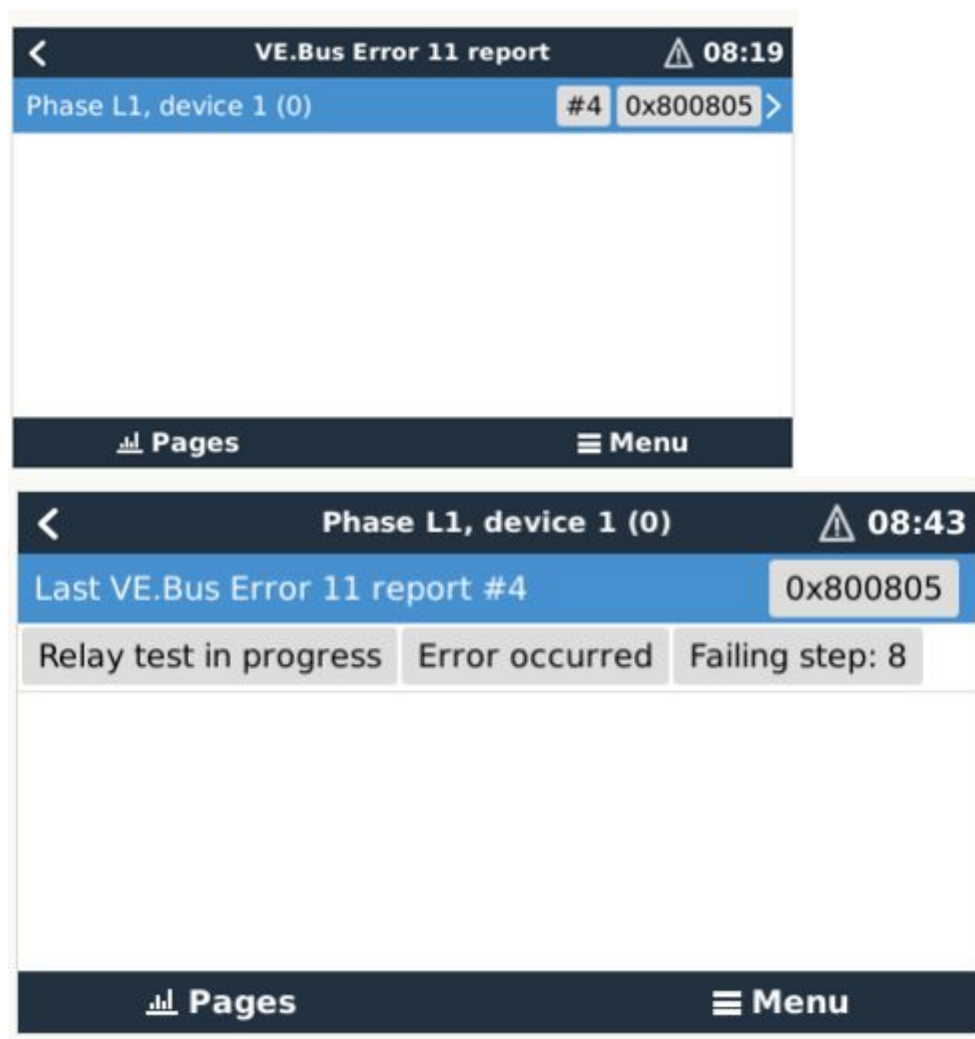 VE.Bus Error 11 report 08:19
Phase L1, device 1 (0) #4 0x800805
Pages Menu
Phase L1, device 1 (0) 08:43
Last VE.Bus Error 11 report #4 0x800805
Relay test in progress Error occurred Failing step: 8
Pages Menu